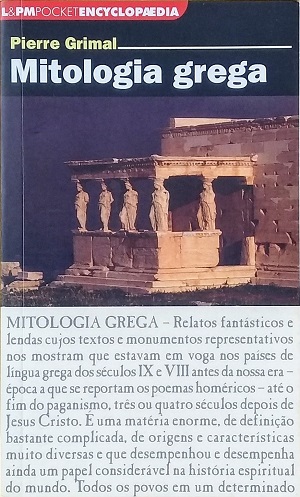 L&PMPOCKETENCYCLOPAEDIA
Pierre Grimal
Mitologia grega
MITOLOGIA GREGA – Relatos fantásticos e
lendas cujos textos e monumentos representativos
nos mostram que estavam em voga nos países de
língua grega dos séculos IX e VIII antes da nossa era –
época a que se reportam os poemas homéricos – até
o fim do paganismo, três ou quatro séculos depois de
Jesus Cristo. É uma matéria enorme, de definição
bastante complicada, de origens e características
muito diversas e que desempenhou e desempenha
ainda um papel considerável na história espiritual
do mundo. Todos os povos em um determinado